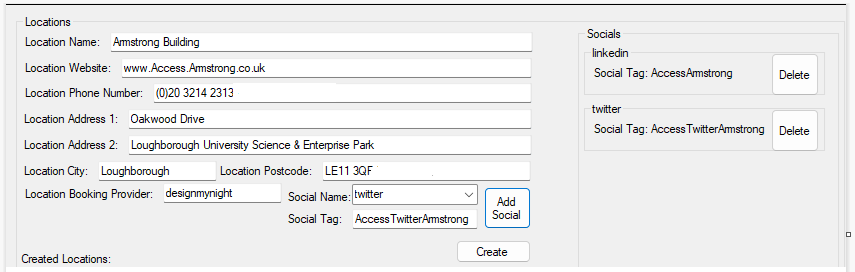 Locations
Location Name: Armstrong Building
Location Website: www.Access.Armstrong.co.uk
Location Phone Number: (0)20 3214 2313
Location Address 1: Oakwood Drive
Location Address 2: Loughborough University Science & Enterprise Park
Location City: Loughborough Location Postcode: LE11 3QF
Location Booking Provider: designmynight Social Name: twitter
Social Tag: AccessTwitterArmstrong
Add
Social
Create
Created Locations:
Socials
linkedin
Social Tag: AccessArmstrong Delete
twitter
Social Tag: AccessTwitterArmstrong Delete